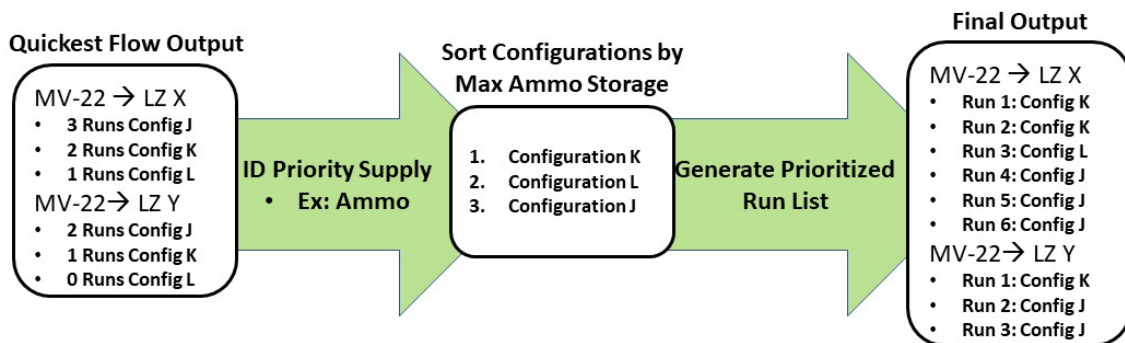 Quickest Flow Output
MV-22 → LZ X
• 3 Runs Config J
• 2 Runs Config K
• 1 Runs Config L
MV-22→ LZ Y
• 2 Runs Config J
• 1 Runs Config K
• 0 Runs Config L
ID Priority Supply
• Ex: Ammo
Sort Configurations by
Max Ammo Storage
1. Configuration K
2. Configuration L
3. Configuration J
Generate Prioritized
Run List
Final Output
MV-22 → LZ X
• Run 1: Config K
• Run 2: Config K
• Run 3: Config L
• Run 4: Config J
• Run 5: Config J
• Run 6: Config J
MV-22→ LZ Y
• Run 1: Config K
• Run 2: Config J
• Run 3: Config J